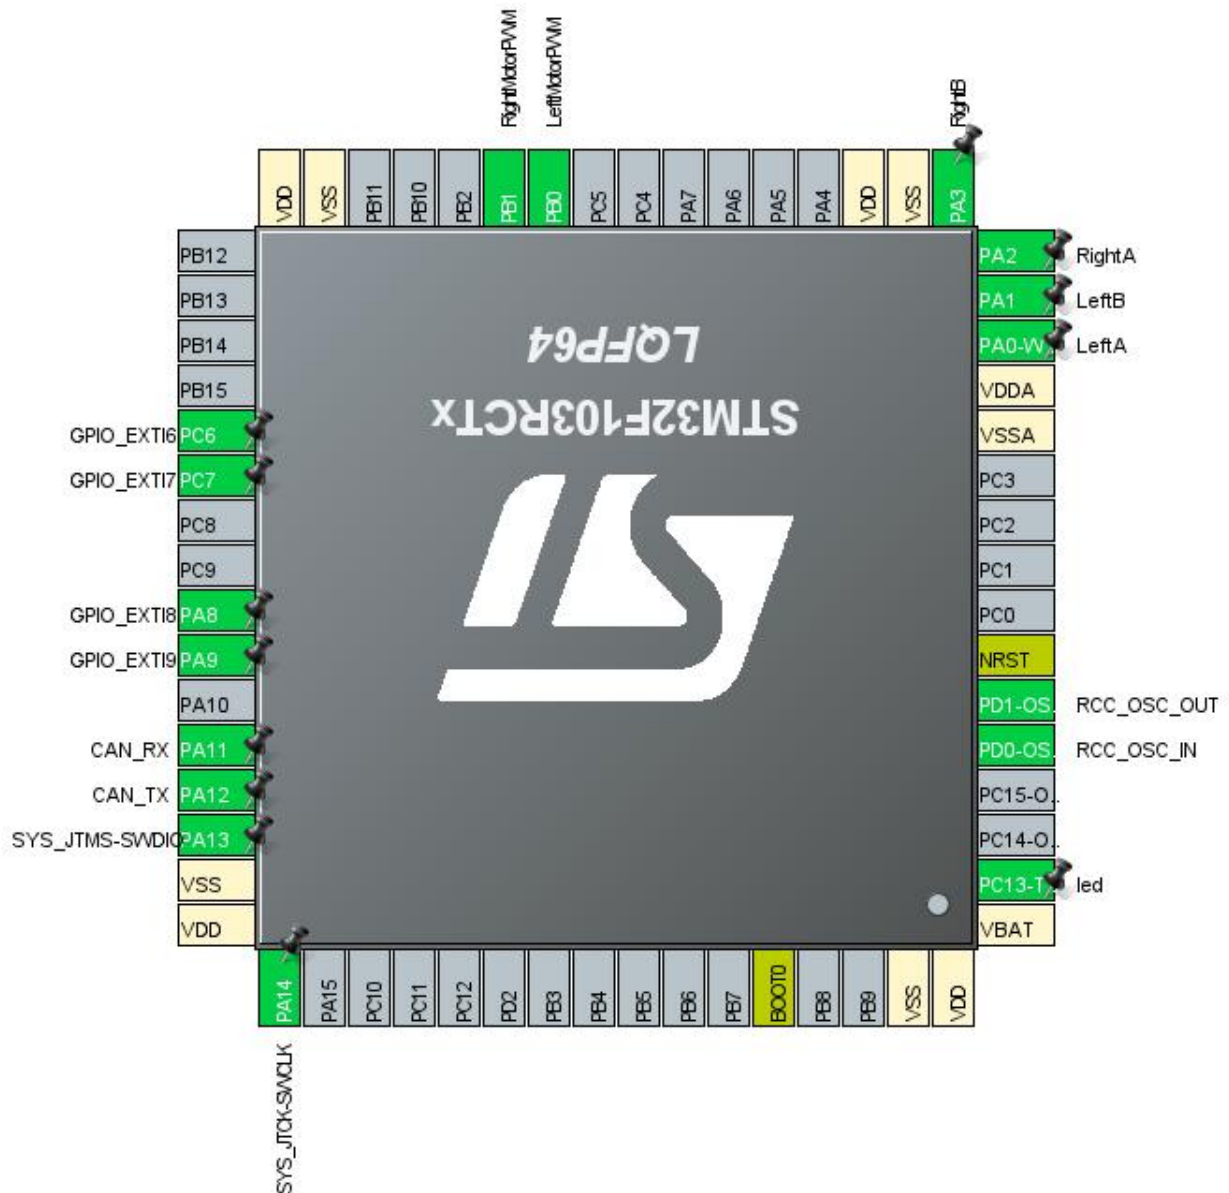 RightMotorPWM
LeftMotorPWM
RightB
VDD
VSS
PB11
PB10
PB2
PB1
PB0
PC5
PC4
PA7
PA6
PA5
PA4
VDD
VSS
PA3
PB12
PB13
PB14
PB15
GPIO_EXTI6 PC6
GPIO_EXTI7 PC7
PC8
PC9
GPIO_EXTI8 PA8
GPIO_EXTI9 PA9
PA10
CAN_RX PA11
CAN_TX PA12
SYS_JTMS-SWDIO PA13
VSS
VDD
LQFP64
STM32F103RCTx
PA2 RightA
PA1 LeftB
PA0-W.. LeftA
VDDA
VSSA
PC3
PC2
PC1
PC0
NRST
PD1-OS.. RCC_OSC_OUT
PD0-OS.. RCC_OSC_IN
PC15-O..
PC14-O..
PC13-T.. led
VBAT
PA14
PA15
PC10
PC11
PC12
PD2
PB3
PB4
PB5
PB6
PB7
BOOT0
PB8
PB9
VSS
VDD
SYS_JTCK-SWCLK